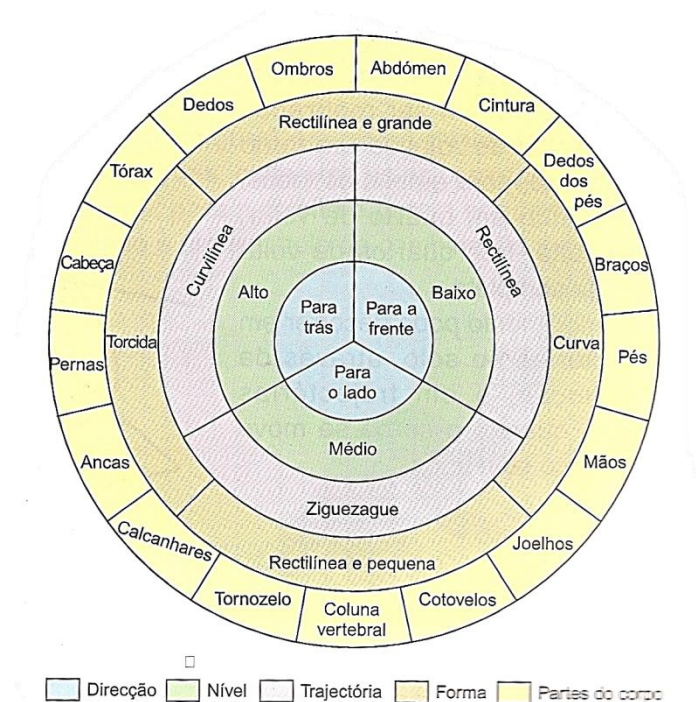 Ombros
Abdómen
Cintura
Dedos
dos
pés
Braços
Pés
Mãos
Joelhos
Cotovelos
Coluna
vertebral
Tornozelo
Calcanhares
Ancas
Pernas
Cabeça
Tórax
Dedos
Rectilínea e grande
Curva
Rectilínea e pequena
Torcida
Curvilínea
Rectilínea
Ziguezague
Alto
Baixo
Médio
Para
trás
Para a
frente
Para
o lado
Direcção
Nível
Trajectória
Forma
Partes do corpo